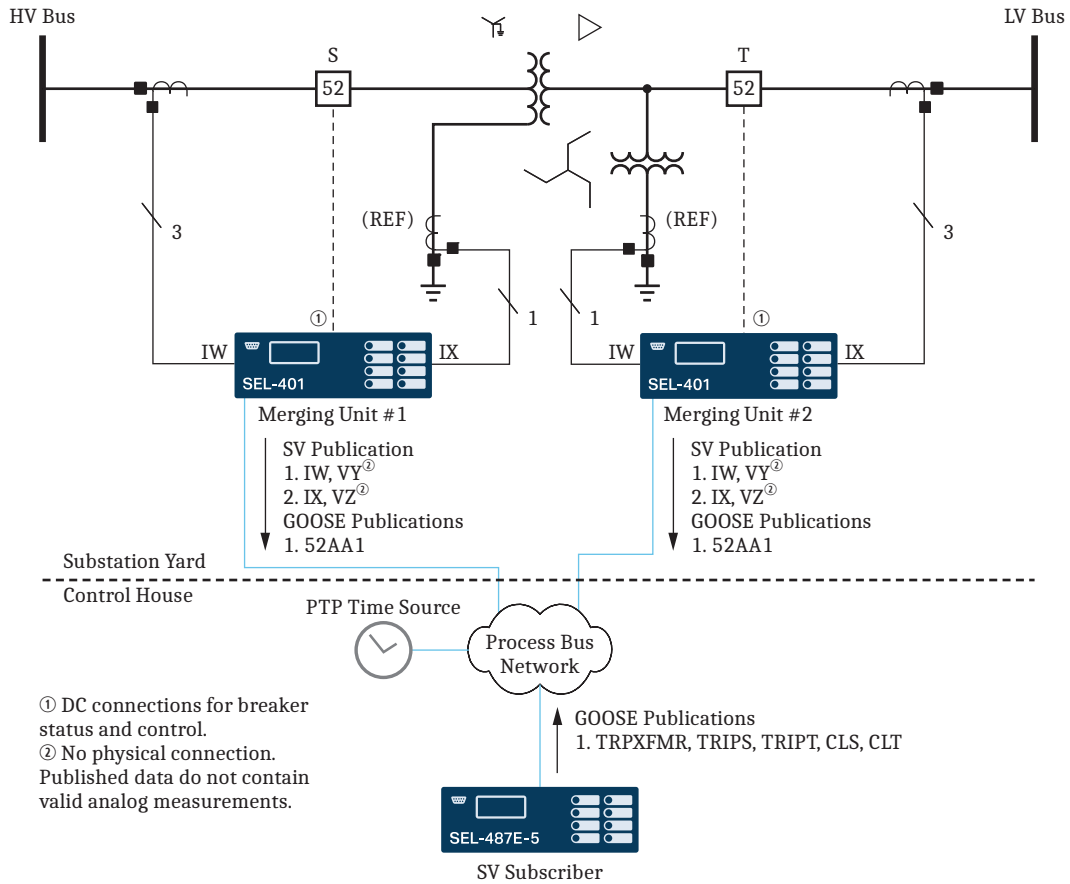 HV Bus
LV Bus
S
T
52
52
(REF)
(REF)
3
3
1
1
①
①
IW
IX
IW
IX
SEL-401
SEL-401
Merging Unit #1
SV Publication
1. IW, VY②
2. IX, VZ②
GOOSE Publications
1. 52AA1
Merging Unit #2
SV Publication
1. IW, VY②
2. IX, VZ②
GOOSE Publications
1. 52AA1
Substation Yard
Control House
PTP Time Source
Process Bus
Network
① DC connections for breaker
status and control.
② No physical connection.
Published data do not contain
valid analog measurements.
GOOSE Publications
1. TRPXFMR, TRIPS, TRIPT, CLS, CLT
SEL-487E-5
SV Subscriber